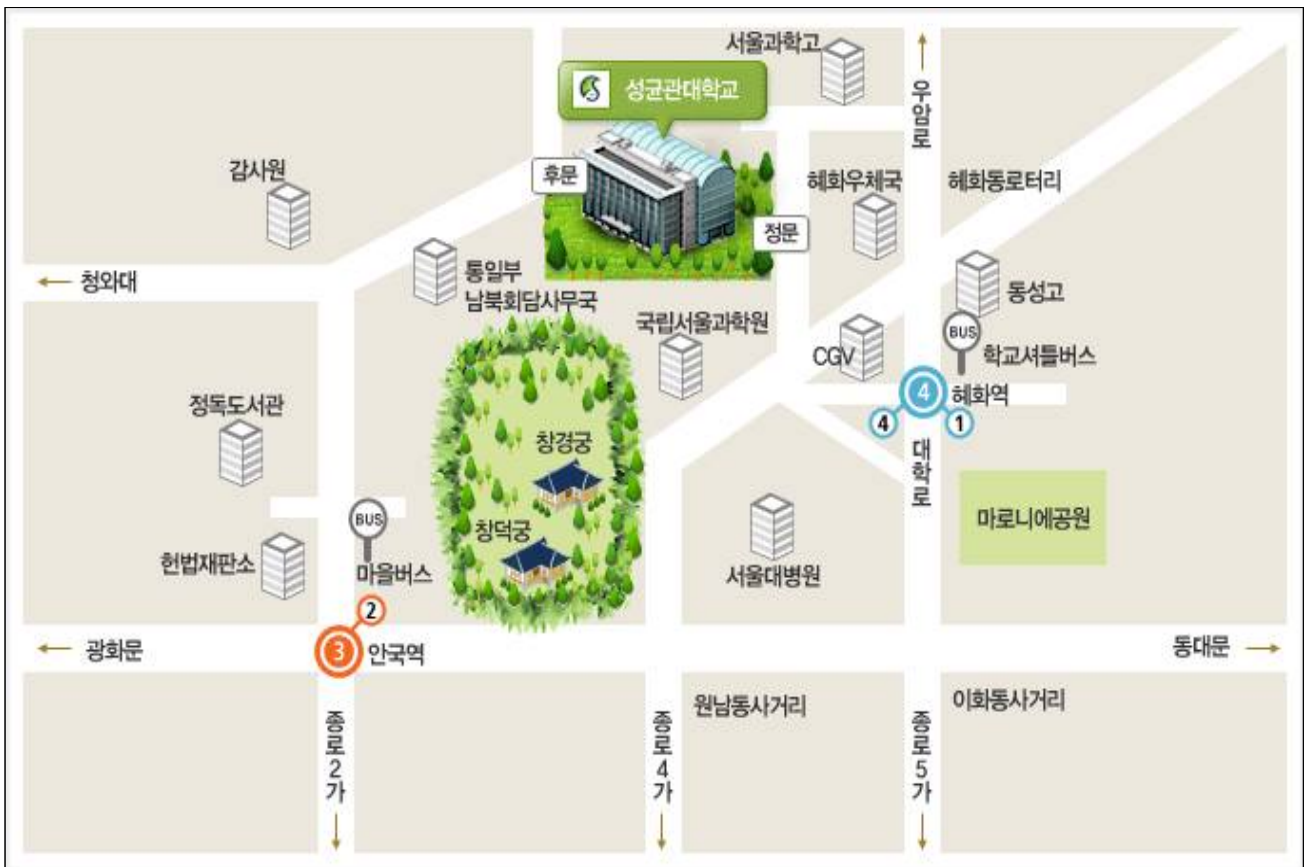 서울과학고
성균관대학교
우암로
감사원
후문
혜화우체국
혜화동로터리
정문
← 청와대
통일부
남북회담사무국
동성고
국립서울과학원
CGV
BUS
학교셔틀버스
4
혜화역
4
1
정독도서관
창경궁
대학로
마로니에공원
BUS
창덕궁
헌법재판소
마을버스
서울대병원
2
← 광화문
3
안국역
동대문 →
원남동사거리
이화동사거리
종로2가
종로4가
종로5가